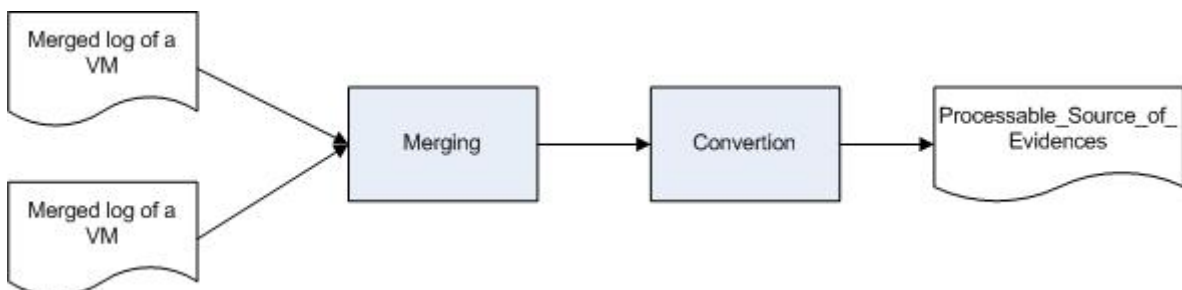 Merged log of a
VM
Merging
Convertion
Processable_Source_of_
Evidences
Merged log of a
VM